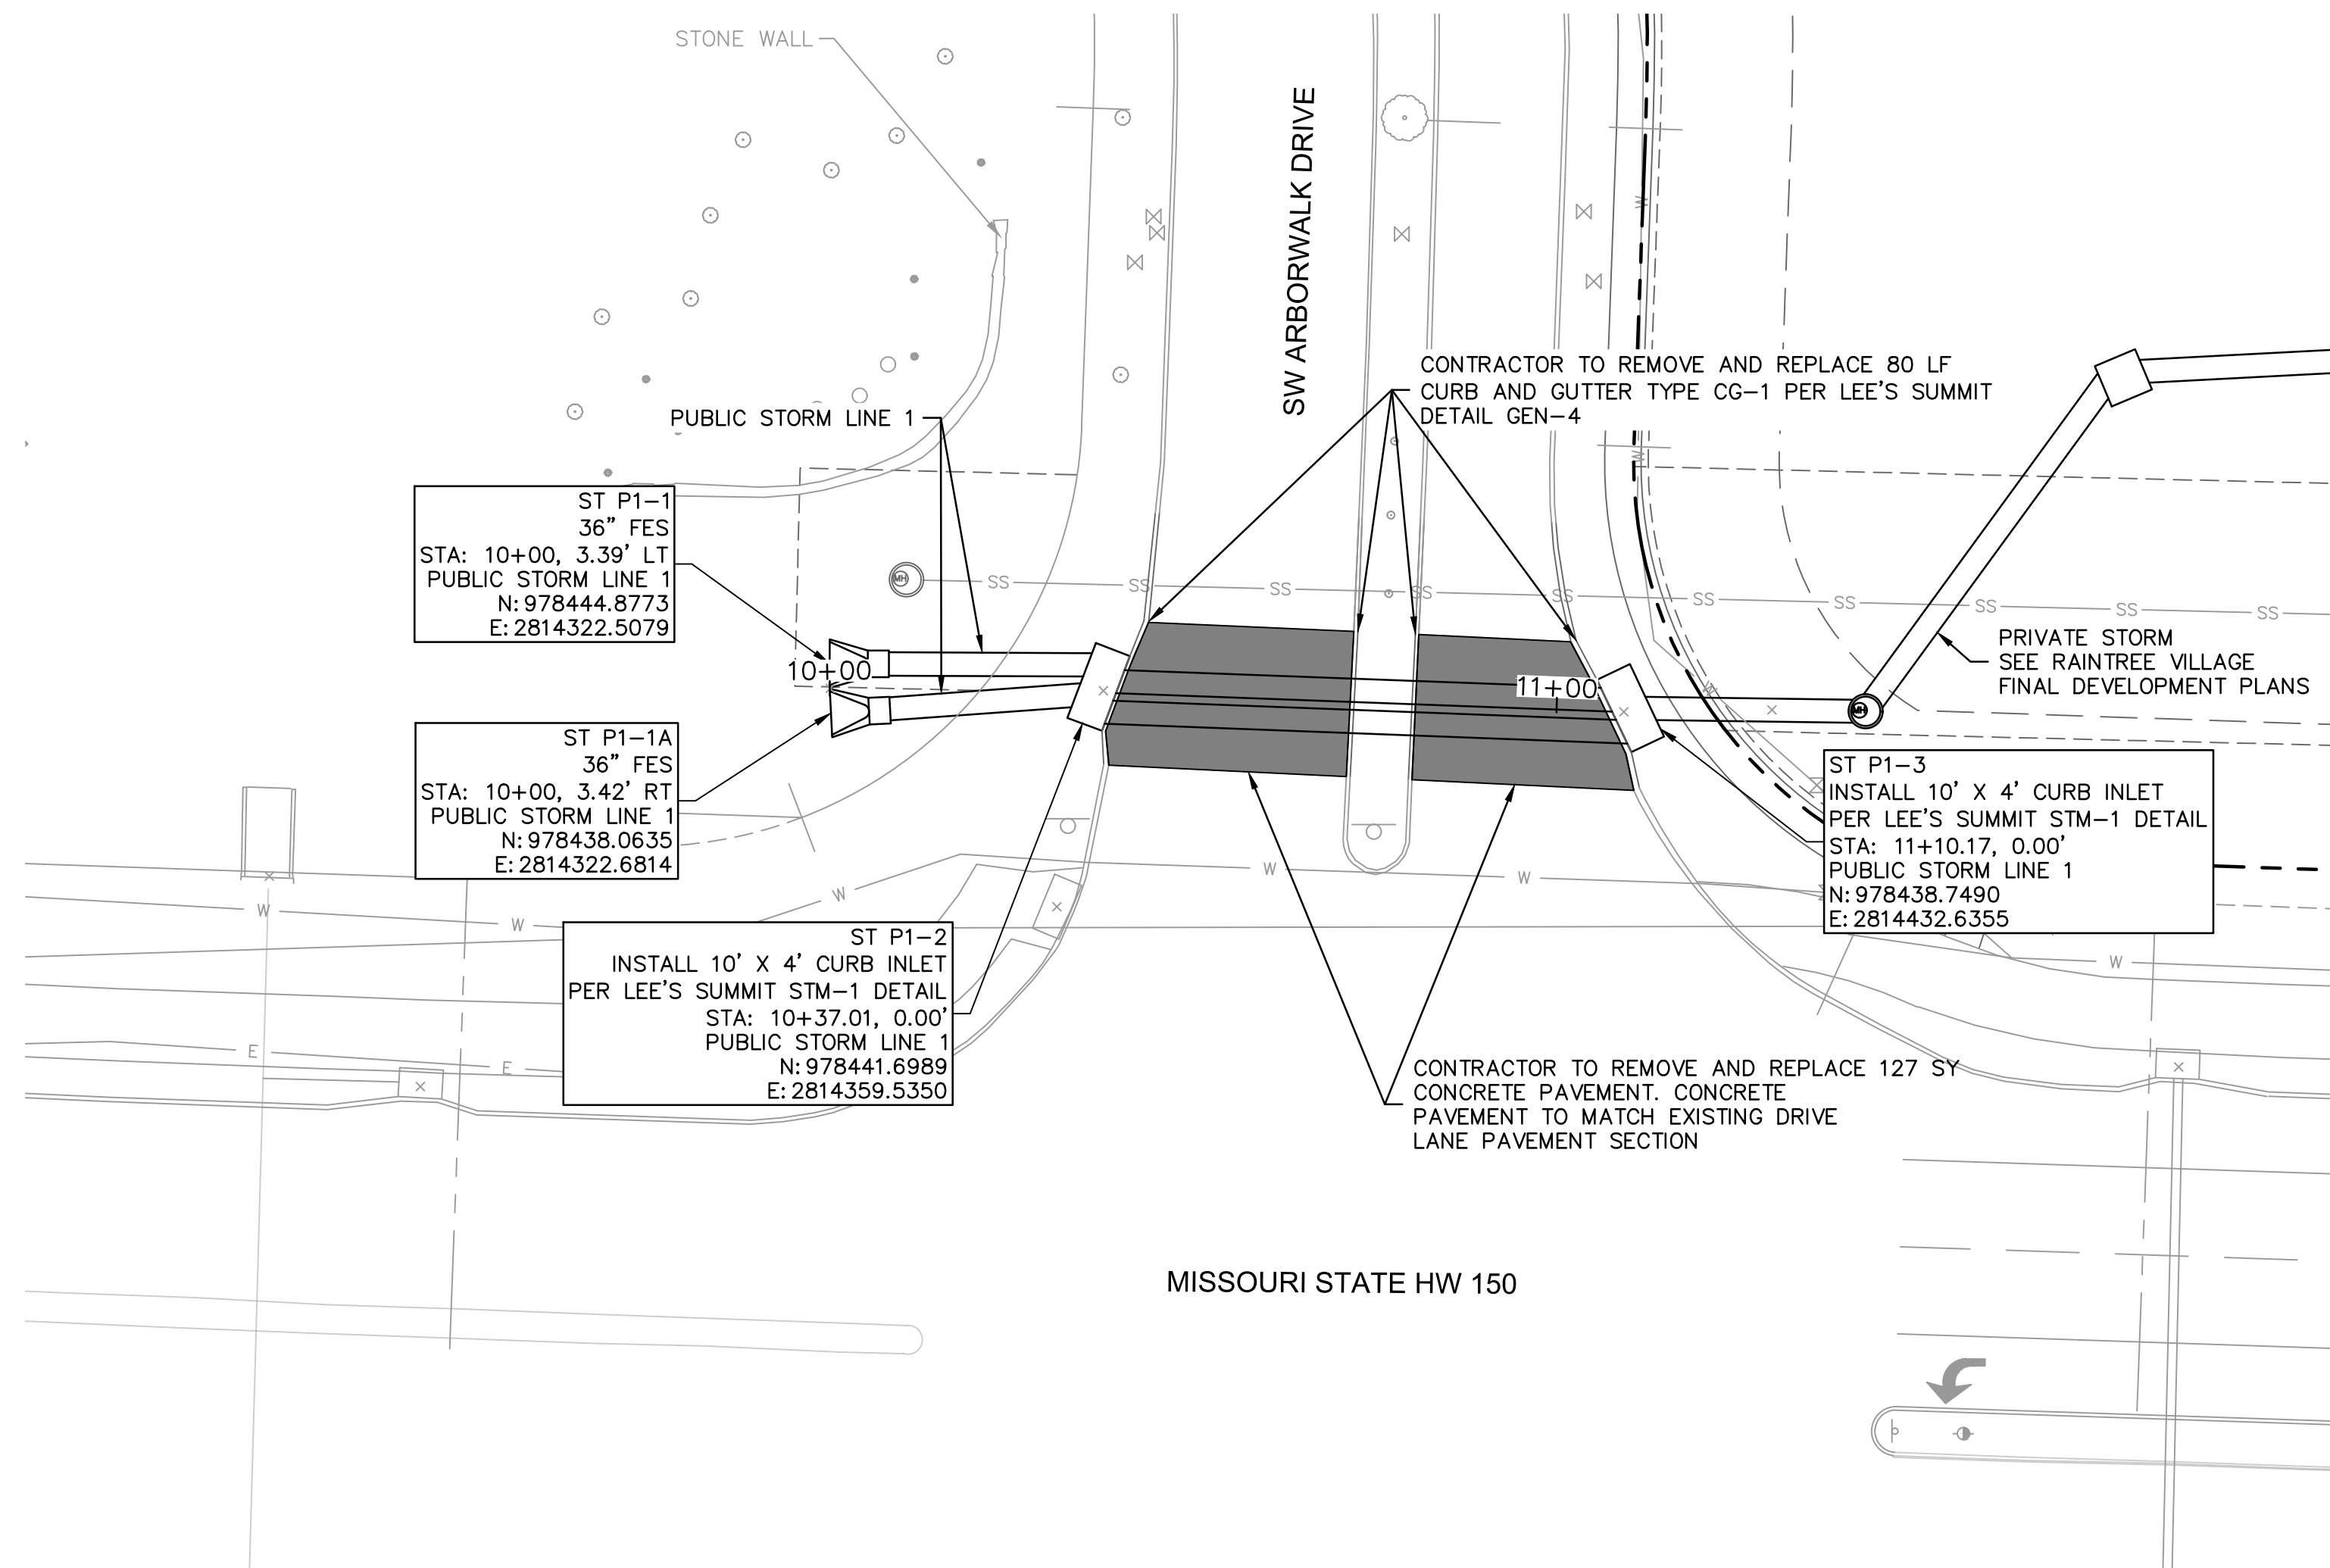 STONE WALL
SW ARBORWALK DRIVE
CONTRACTOR TO REMOVE AND REPLACE 80 LF
CURB AND GUTTER TYPE CG-1 PER LEE'S SUMMIT
DETAIL GEN-4
PUBLIC STORM LINE 1
ST P1-1
36" FES
STA: 10+00, 3.39' LT
PUBLIC STORM LINE 1
N: 978444.8773
E: 2814322.5079
W
W
MH
SS
SS
SS
SS
SS
SS
SS
SS
SS
SS
10+00
11+00
W
MH
PRIVATE STORM
SEE RAINTREE VILLAGE
FINAL DEVELOPMENT PLANS
ST P1-1A
36" FES
STA: 10+00, 3.42' RT
PUBLIC STORM LINE 1
N: 978438.0635
E: 2814322.6814
ST P1-3
INSTALL 10' X 4' CURB INLET
PER LEE'S SUMMIT STM-1 DETAIL
STA: 11+10.17, 0.00'
PUBLIC STORM LINE 1
N: 978438.7490
E: 2814432.6355
W
W
W
W
W
W
ST P1-2
INSTALL 10' X 4' CURB INLET
PER LEE'S SUMMIT STM-1 DETAIL
STA: 10+37.01, 0.00'
PUBLIC STORM LINE 1
N: 978441.6989
E: 2814359.5350
E
E
CONTRACTOR TO REMOVE AND REPLACE 127 SY
CONCRETE PAVEMENT. CONCRETE
PAVEMENT TO MATCH EXISTING DRIVE
LANE PAVEMENT SECTION
MISSOURI STATE HW 150